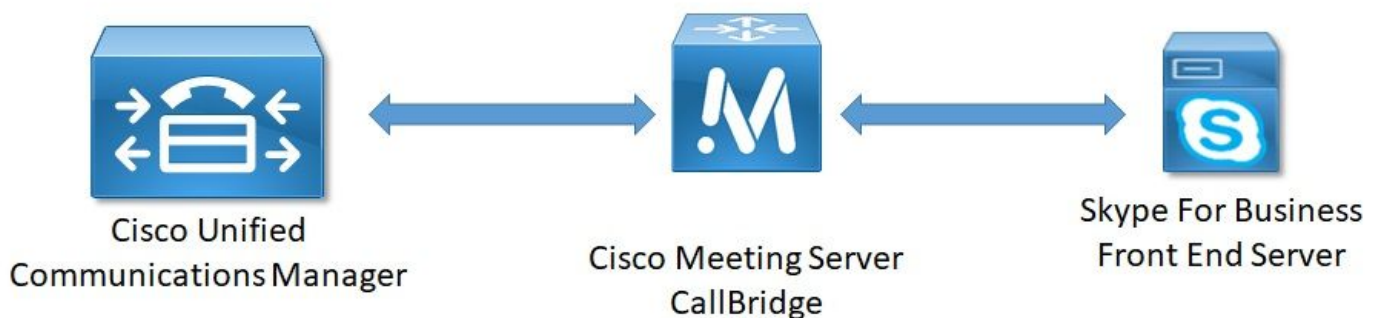 S
Cisco Unified
Communications Manager
Cisco Meeting Server
CallBridge
Skype For Business
Front End Server